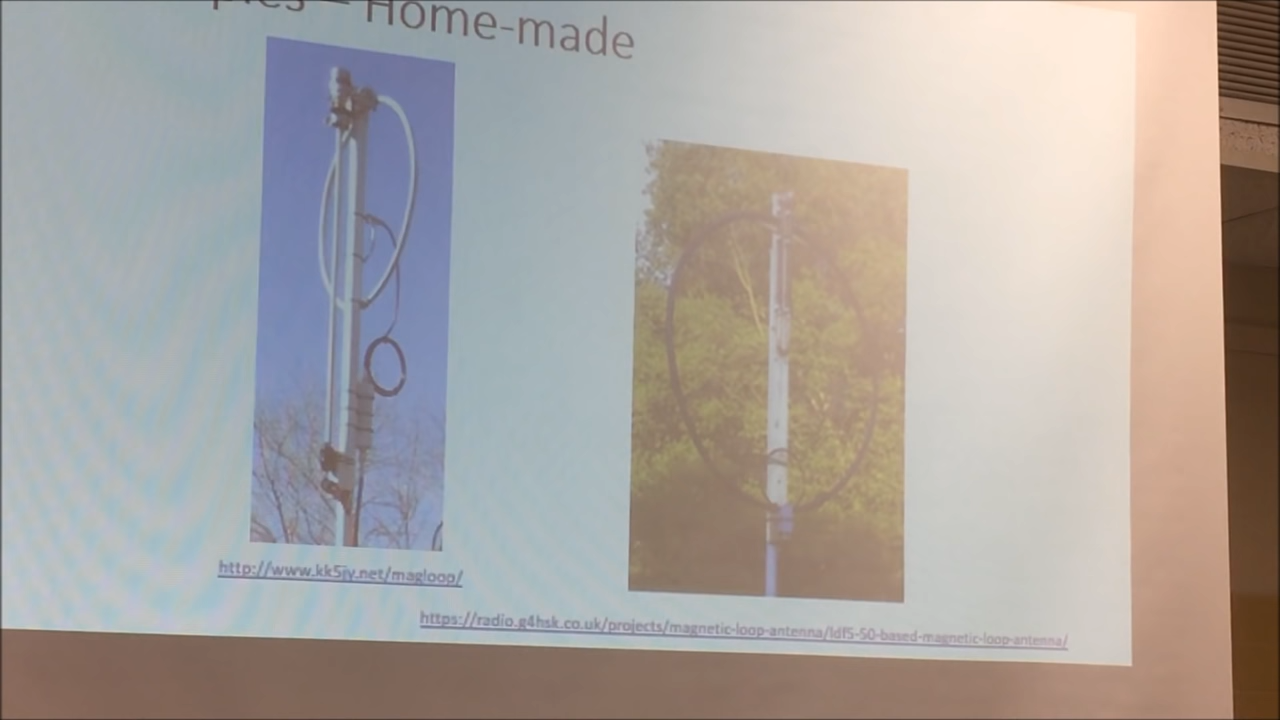 – Home-made
http://www.kk5jy.net/magloop/
https://radio.g4hsk.co.uk/projects/magnetic-loop-antenna/ldf5-50-based-magnetic-loop-antenna/